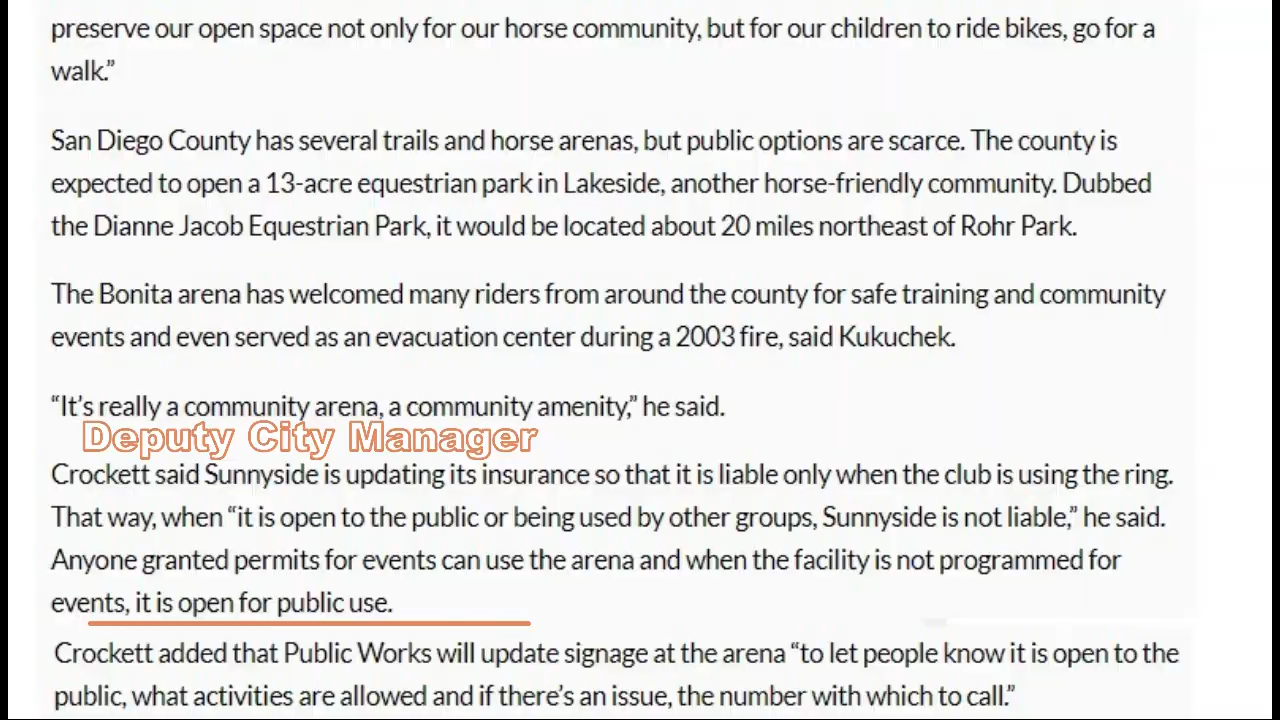 preserve our open space not only for our horse community, but for our children to ride bikes, go for a
walk.”
San Diego County has several trails and horse arenas, but public options are scarce. The county is
expected to open a 13-acre equestrian park in Lakeside, another horse-friendly community. Dubbed
the Dianne Jacob Equestrian Park, it would be located about 20 miles northeast of Rohr Park.
The Bonita arena has welcomed many riders from around the county for safe training and community
events and even served as an evacuation center during a 2003 fire, said Kukuchek.
“It’s really a community arena, a community amenity,” he said.
Deputy City Manager
Crockett said Sunnyside is updating its insurance so that it is liable only when the club is using the ring.
That way, when “it is open to the public or being used by other groups, Sunnyside is not liable,” he said.
Anyone granted permits for events can use the arena and when the facility is not programmed for
events, it is open for public use.
Crockett added that Public Works will update signage at the arena “to let people know it is open to the
public, what activities are allowed and if there’s an issue, the number with which to call.”